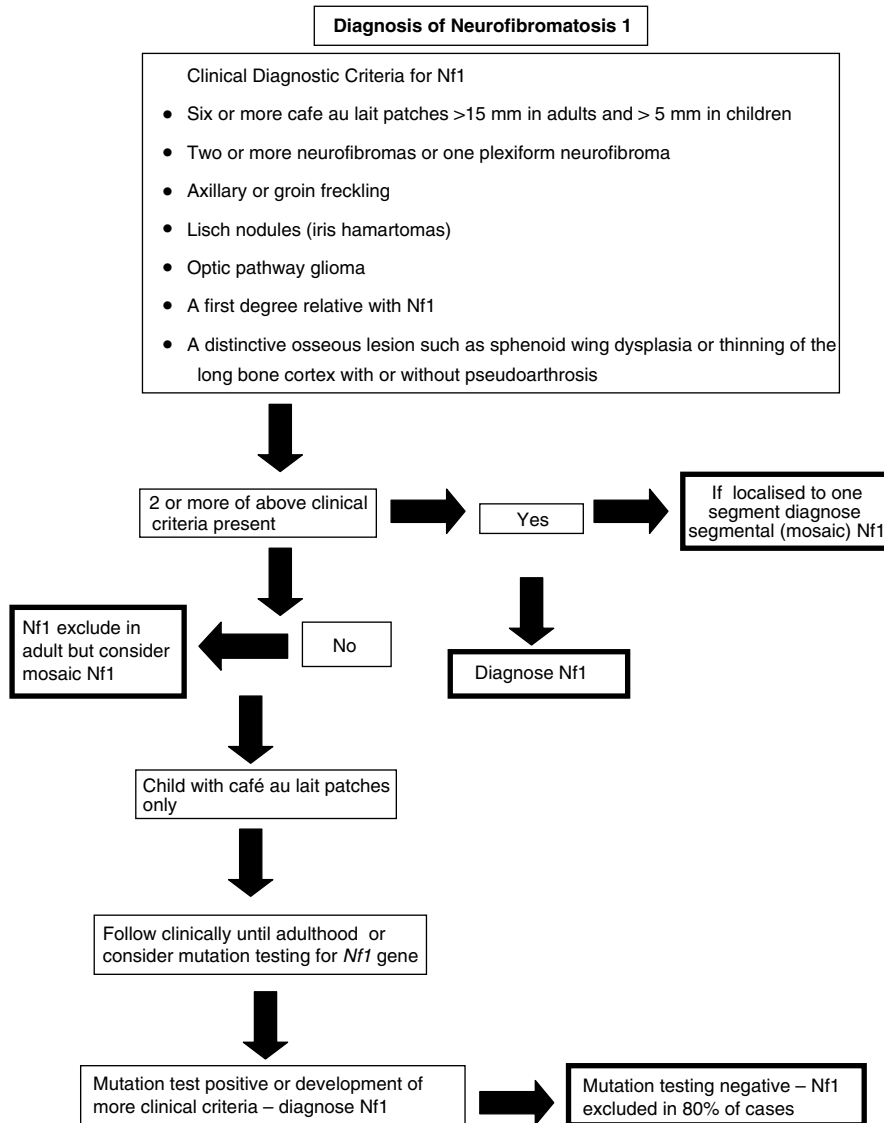 Diagnosis of Neurofibromatosis 1
Clinical Diagnostic Criteria for Nf1
• Six or more cafe au lait patches >15 mm in adults and > 5 mm in children
• Two or more neurofibromas or one plexiform neurofibroma
• Axillary or groin freckling
• Lisch nodules (iris hamartomas)
• Optic pathway glioma
• A first degree relative with Nf1
• A distinctive osseous lesion such as sphenoid wing dysplasia or thinning of the
long bone cortex with or without pseudoarthrosis
2 or more of above clinical
criteria present
Yes
If localised to one
segment diagnose
segmental (mosaic) Nf1
Nf1 exclude in
adult but consider
mosaic Nf1
No
Diagnose Nf1
Child with café au lait patches
only
Follow clinically until adulthood or
consider mutation testing for Nf1 gene
Mutation test positive or development of
more clinical criteria – diagnose Nf1
Mutation testing negative – Nf1
excluded in 80% of cases